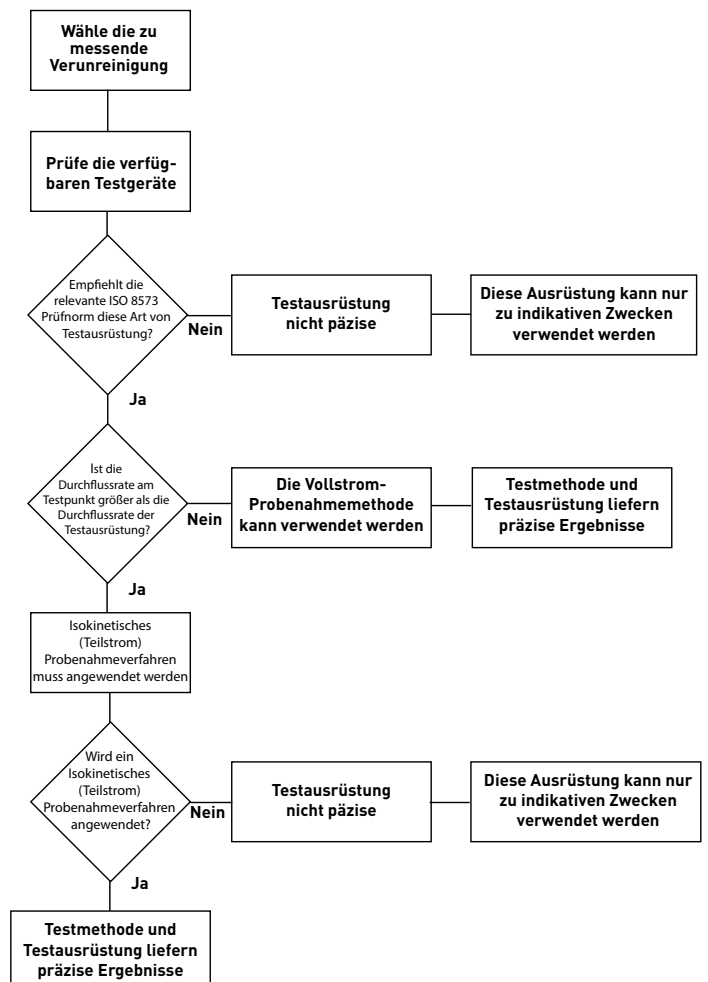 Wähle die zu
messende
Verunreinigung
Prüfe die verfüg-
baren Testgeräte
Empfiehlt die
relevante ISO 8573
Prüfnorm diese Art von
Testausrüstung?
Nein
Testausrüstung
nicht päzise
Diese Ausrüstung kann nur
zu indikativen Zwecken
verwendet werden
Ja
Ist die
Durchflussrate am
Testpunkt größer als die
Durchflussrate der
Testausrüstung?
Nein
Die Vollstrom-
Probenahmemethode
kann verwendet werden
Testmethode und
Testausrüstung liefern
präzise Ergebnisse
Ja
Isokinetisches
(Teilstrom)
Probenahmeverfahren
muss angewendet werden
Wird ein
Isokinetisches
(Teilstrom)
Probenahmeverfahren
angewendet?
Nein
Testausrüstung
nicht päzise
Diese Ausrüstung kann nur
zu indikativen Zwecken
verwendet werden
Ja
Testmethode und
Testausrüstung liefern
präzise Ergebnisse